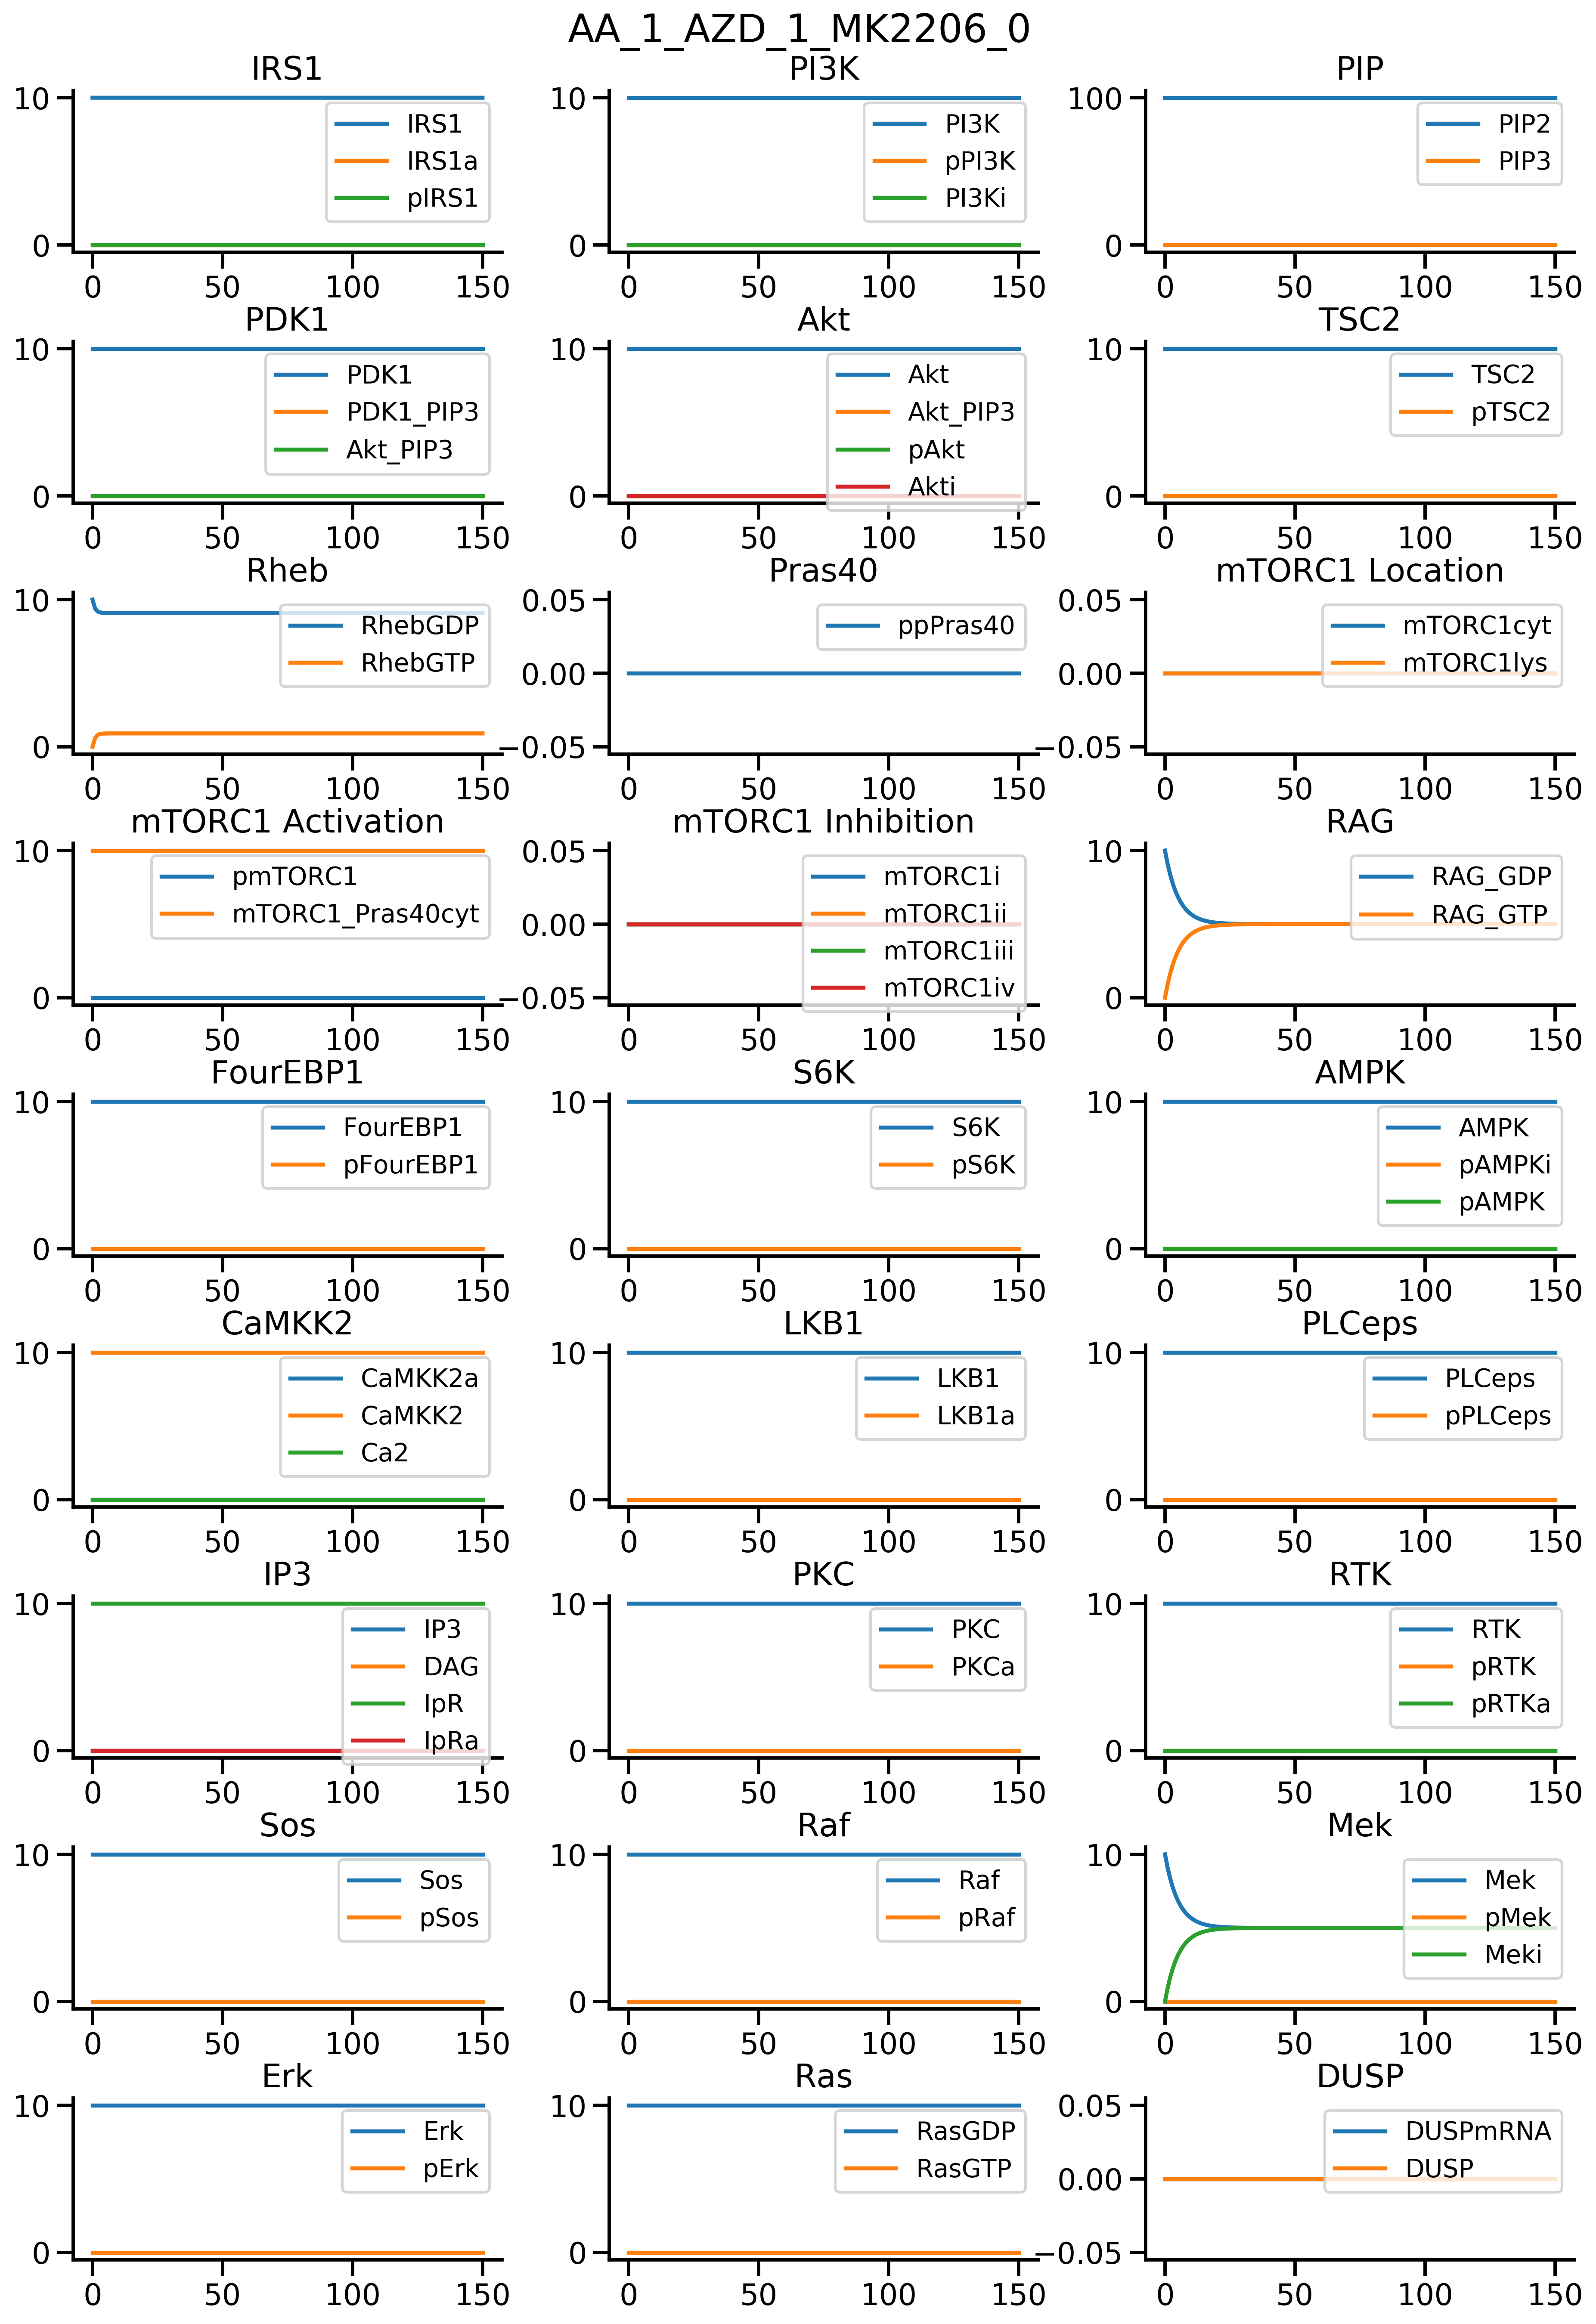 AA_1_AZD_1_MK2206_0
IRS1
10
0
IRS1
IRS1a
pIRS1
0 50 100 150
PI3K
10
0
PI3K
pPI3K
PI3Ki
0 50 100 150
PIP
100
0
PIP2
PIP3
0 50 100 150
PDK1
10
0
PDK1
PDK1_PIP3
Akt_PIP3
0 50 100 150
Akt
10
0
Akt
Akt_PIP3
pAkt
Akti
0 50 100 150
TSC2
10
0
TSC2
pTSC2
0 50 100 150
Rheb
10
0
RhebGDP
RhebGTP
0 50 100 150
Pras40
0.05
0.00
−0.05
ppPras40
0 50 100 150
mTORC1 Location
0.05
0.00
−0.05
mTORC1cyt
mTORC1lys
0 50 100 150
mTORC1 Activation
10
0
pmTORC1
mTORC1_Pras40cyt
0 50 100 150
mTORC1 Inhibition
0.05
0.00
−0.05
mTORC1i
mTORC1ii
mTORC1iii
mTORC1iv
0 50 100 150
RAG
10
0
RAG_GDP
RAG_GTP
0 50 100 150
FourEBP1
10
0
FourEBP1
pFourEBP1
0 50 100 150
S6K
10
0
S6K
pS6K
0 50 100 150
AMPK
10
0
AMPK
pAMPKi
pAMPK
0 50 100 150
CaMKK2
10
0
CaMKK2a
CaMKK2
Ca2
0 50 100 150
LKB1
10
0
LKB1
LKB1a
0 50 100 150
PLCeps
10
0
PLCeps
pPLCeps
0 50 100 150
IP3
10
0
IP3
DAG
IpR
IpRa
0 50 100 150
PKC
10
0
PKC
PKCa
0 50 100 150
RTK
10
0
RTK
pRTK
pRTKa
0 50 100 150
Sos
10
0
Sos
pSos
0 50 100 150
Raf
10
0
Raf
pRaf
0 50 100 150
Mek
10
0
Mek
pMek
Meki
0 50 100 150
Erk
10
0
Erk
pErk
0 50 100 150
Ras
10
0
RasGDP
RasGTP
0 50 100 150
DUSP
0.05
0.00
−0.05
DUSPmRNA
DUSP
0 50 100 150